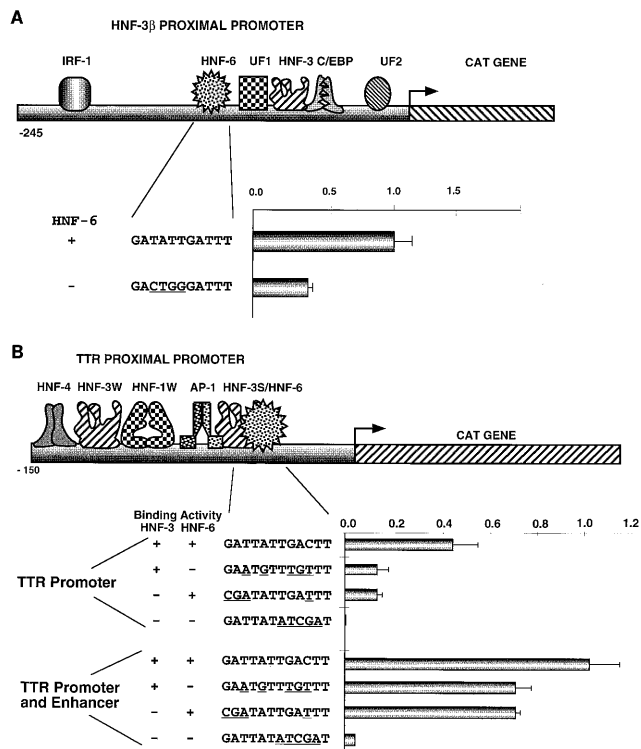 A
HNF-3β PROXIMAL PROMOTER
IRF-1 HNF-6 UF1 HNF-3 C/EBP UF2 CAT GENE
-245
0.0 0.5 1.0 1.5
HNF-6
+ GATATTGATTT
- GACTGGGATTT
B
TTR PROXIMAL PROMOTER
HNF-4 HNF-3W HNF-1W AP-1 HNF-3S/HNF-6
CAT GENE
-150
Binding Activity
HNF-3 HNF-6
0.0 0.2 0.4 0.6 0.8 1.0 1.2
+ + GATTATTGACTT
+ - GAATGTTTGTTT
TTR Promoter
- + CGATATTGATTT
- - GATTATATCGAT
+ + GATTATTGACTT
+ - GAATGTTTGTTT
TTR Promoter
and Enhancer
- + CGATATTGATTT
- - GATTATATCGAT